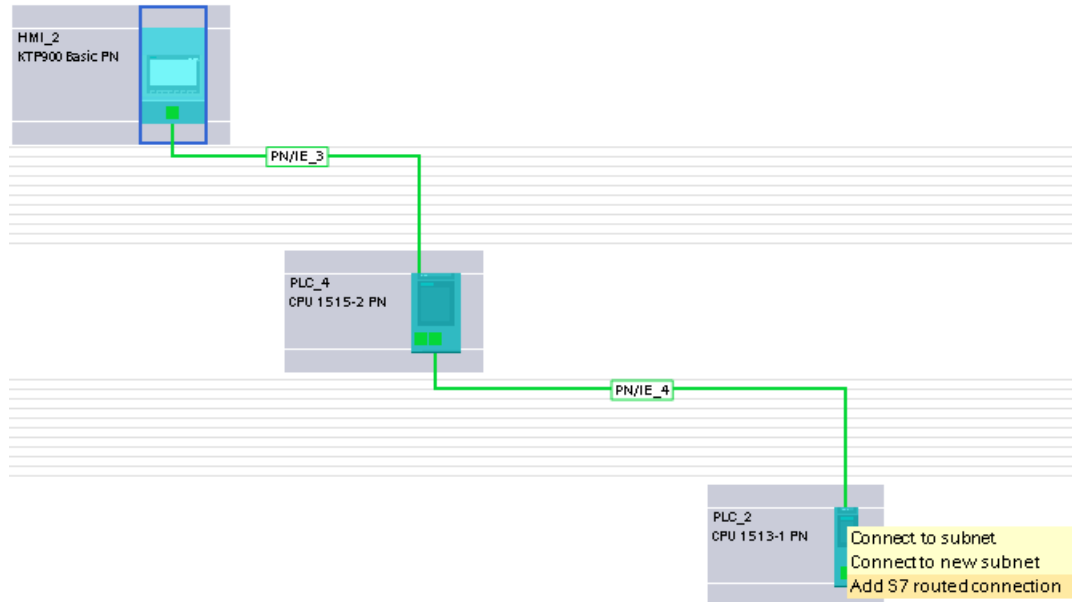 HMI_2
KTP900 Basic PN
PN/IE_3
PLC_4
CPU 1515-2 PN
PN/IE_4
PLC_2
CPU 1513-1 PN
Connect to subnet
Connect to new subnet
Add S7 routed connection